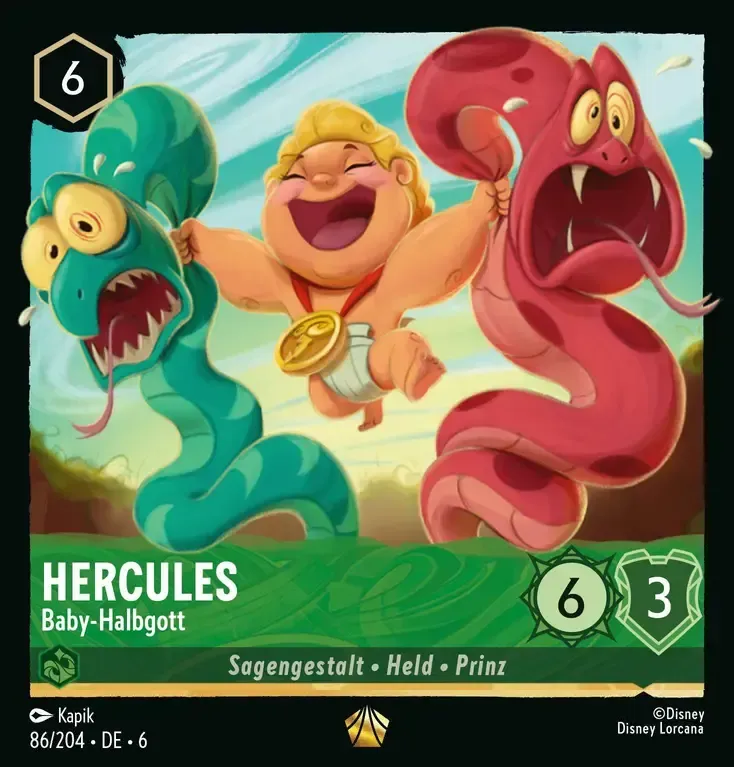 6
HERCULES
Baby-Halbgott
6
3
Sagengestalt • Held • Prinz
Kapik
86/204 • DE • 6
©Disney
Disney Lorcana